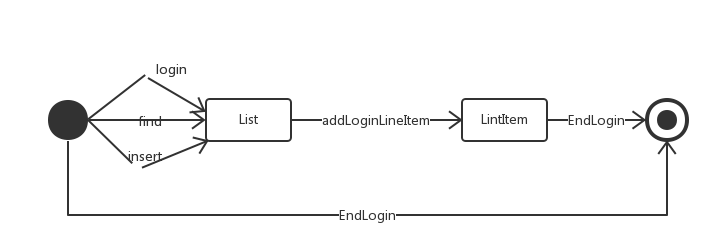 login
find
List
addLoginLineItem
LintItem
EndLogin
insert
EndLogin